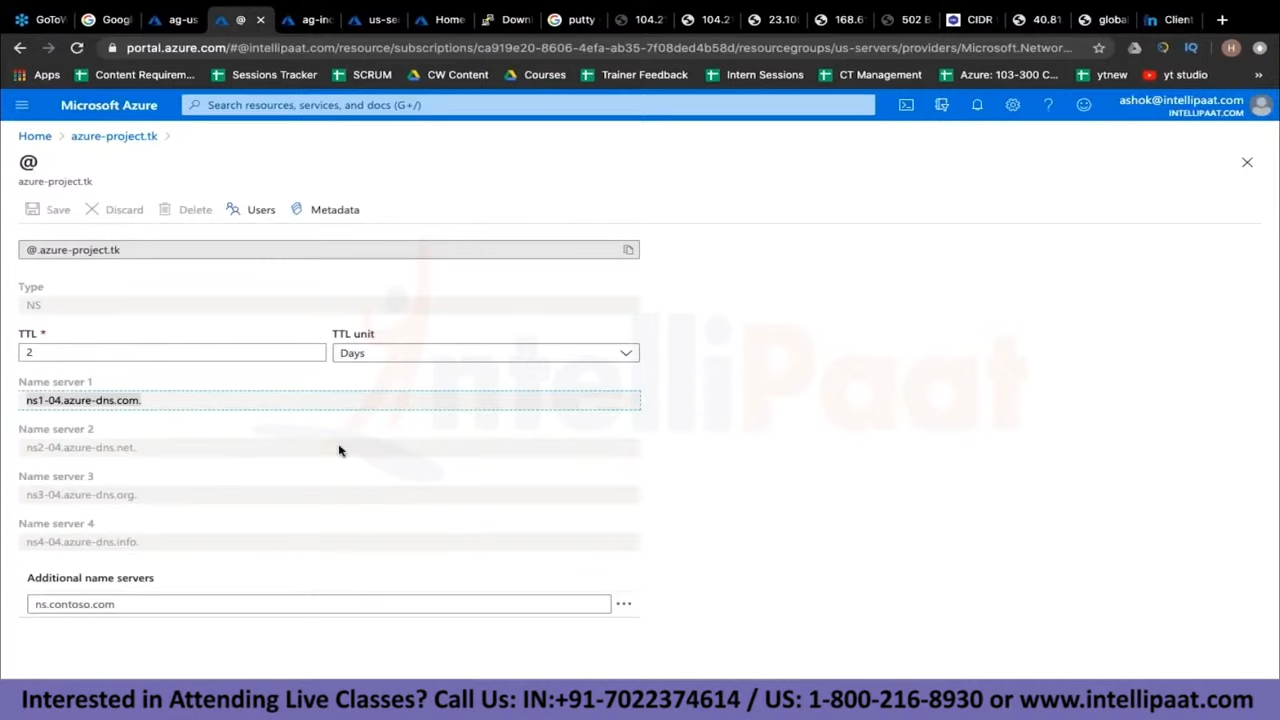 GoToW
Googl
ag-us
@
ag-inc
us-ser
Home
Downl
putty
104.2
104.2
23.10
168.6
502 B
CIDR
40.81
global
Client
portal.azure.com/#@intellipaat.com/resource/subscriptions/ca919e20-8606-4efa-ab35-7f08ded4b58d/resourcegroups/us-servers/providers/Microsoft.Networ...
IQ
H
Apps
Content Requirem...
Sessions Tracker
SCRUM
CW Content
Courses
Trainer Feedback
Intern Sessions
CT Management
Azure: 103-300 C...
ytnew
yt studio
»
Microsoft Azure
Search resources, services, and docs (G+/)
ashok@intellipaat.com
INTELLIPAAT.COM
Home > azure-project.tk >
@
azure-project.tk
Save
Discard
Delete
Users
Metadata
@.azure-project.tk
Type
NS
TTL *
TTL unit
2
Days
Name server 1
ns1-04.azure-dns.com.
Name server 2
ns2-04.azure-dns.net.
Name server 3
ns3-04.azure-dns.org.
Name server 4
ns4-04.azure-dns.info.
Additional name servers
ns.contoso.com
IntelliPaat
Interested in Attending Live Classes? Call Us: IN:+91-7022374614 / US: 1-800-216-8930 or www.intellipaat.com